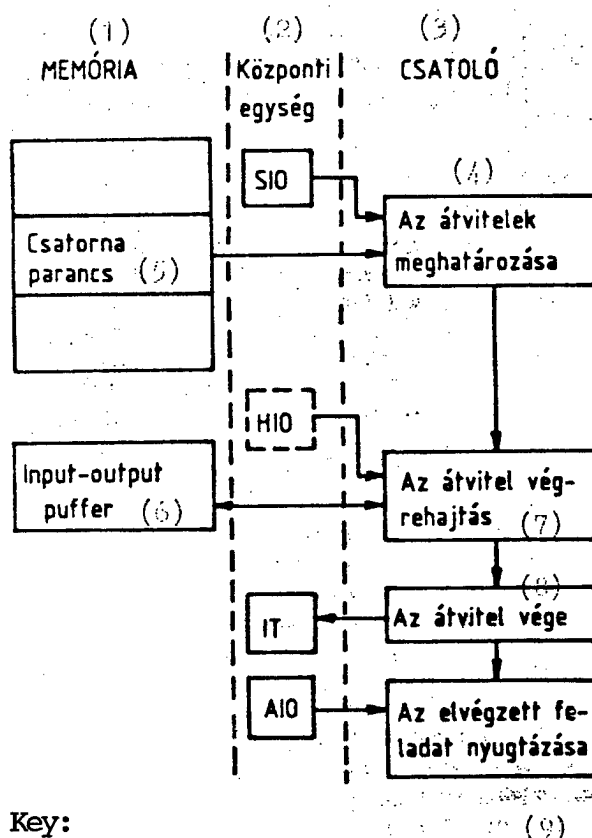 (1) (2) (3)
MEMÓRIA Központi egység CSATOLÓ
SIO
(4)
Az átvitelek
meghatározása
Csatorna
parancs (5)
HIO
Input-output
puffer (6)
Az átvitel vég-
rehajtás (7)
(8)
IT
Az átvitel vége
AIO
Az elvégzett fe-
ladat nyugtázása
Key:
(9)